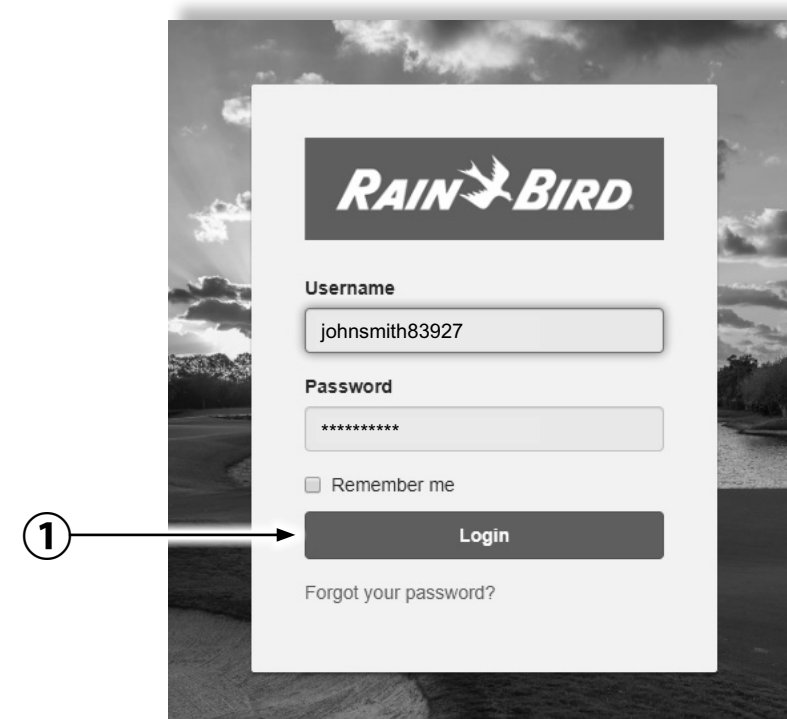 RAIN BIRD
Username
johnsmith83927
Password
**********
Remember me
1
Login
Forgot your password?